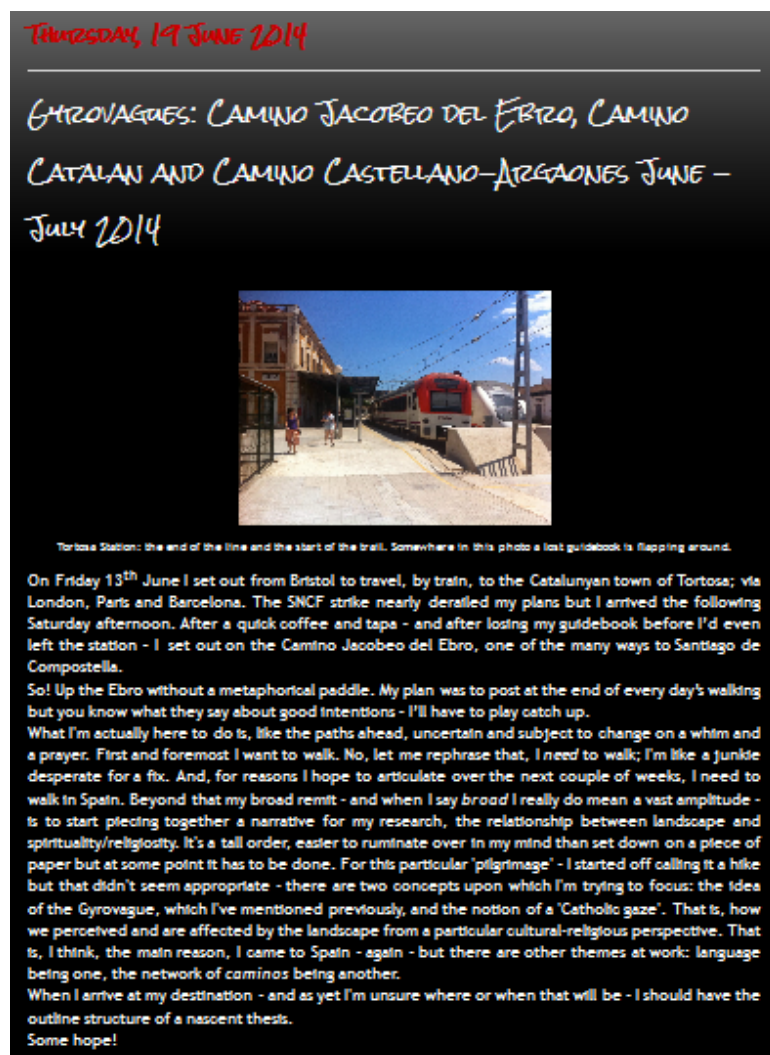 Thursday, 19 June 2014
Gyrovagues: Camino Jacobeo del Ebro, Camino
Catalan and Camino Castellano-Argaones June -
July 2014
Tortosa Station: the end of the line and the start of the trail. Somewhere in this photo a lost guidebook is flapping around.
On Friday 13th June I set out from Bristol to travel, by train, to the Catalunyan town of Tortosa; via
London, Paris and Barcelona. The SNCF strike nearly derailed my plans but I arrived the following
Saturday afternoon. After a quick coffee and tapa - and after losing my guidebook before I'd even
left the station - I set out on the Camino Jacobeo del Ebro, one of the many ways to Santiago de
Compostella.
So! Up the Ebro without a metaphorical paddle. My plan was to post at the end of every day's walking
but you know what they say about good intentions - I'll have to play catch up.
What I'm actually here to do is, like the paths ahead, uncertain and subject to change on a whim and
a prayer. First and foremost I want to walk. No, let me rephrase that, I need to walk; I'm like a junkie
desperate for a fix. And, for reasons I hope to articulate over the next couple of weeks, I need to
walk in Spain. Beyond that my broad remit - and when I say broad I really do mean a vast amplitude -
is to start piecing together a narrative for my research, the relationship between landscape and
spirituality/religiosity. It's a tall order, easier to ruminate over in my mind than set down on a piece of
paper but at some point it has to be done. For this particular 'pilgrimage' - I started off calling it a hike
but that didn't seem appropriate - there are two concepts upon which I'm trying to focus: the idea
of the Gyrovague, which I've mentioned previously, and the notion of a 'Catholic gaze'. That is, how
we perceived and are affected by the landscape from a particular cultural-religious perspective. That
is, I think, the main reason, I came to Spain - again - but there are other themes at work: language
being one, the network of caminos being another.
When I arrive at my destination - and as yet I'm unsure where or when that will be - I should have the
outline structure of a nascent thesis.
Some hope!